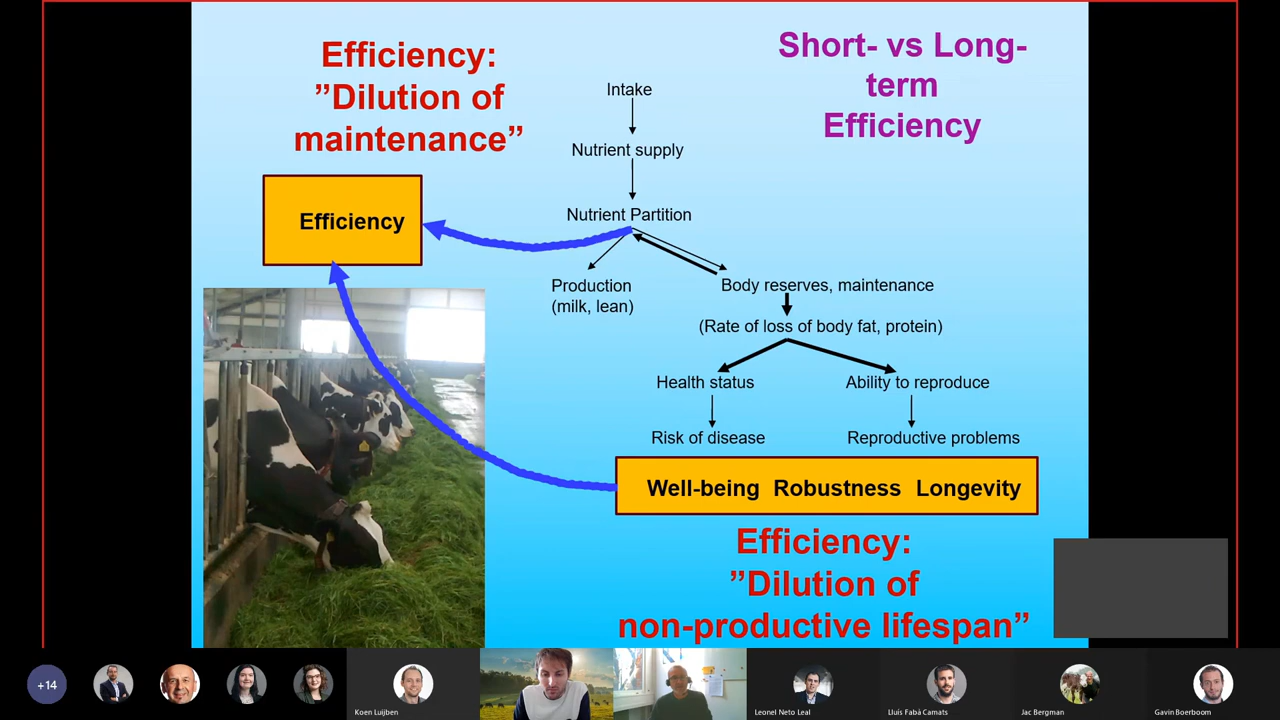 Efficiency:
”Dilution of
maintenance”
Short- vs Long-
term
Efficiency
Intake
Nutrient supply
Nutrient Partition
Efficiency
Production
(milk, lean)
Body reserves, maintenance
(Rate of loss of body fat, protein)
Health status
Ability to reproduce
Risk of disease
Reproductive problems
Well-being Robustness Longevity
Efficiency:
”Dilution of
non-productive lifespan”
+14
Koen Luijben
Leonel Neto Leal
Lluís Fabà Camats
Jac Bergman
Gavin Boerboom